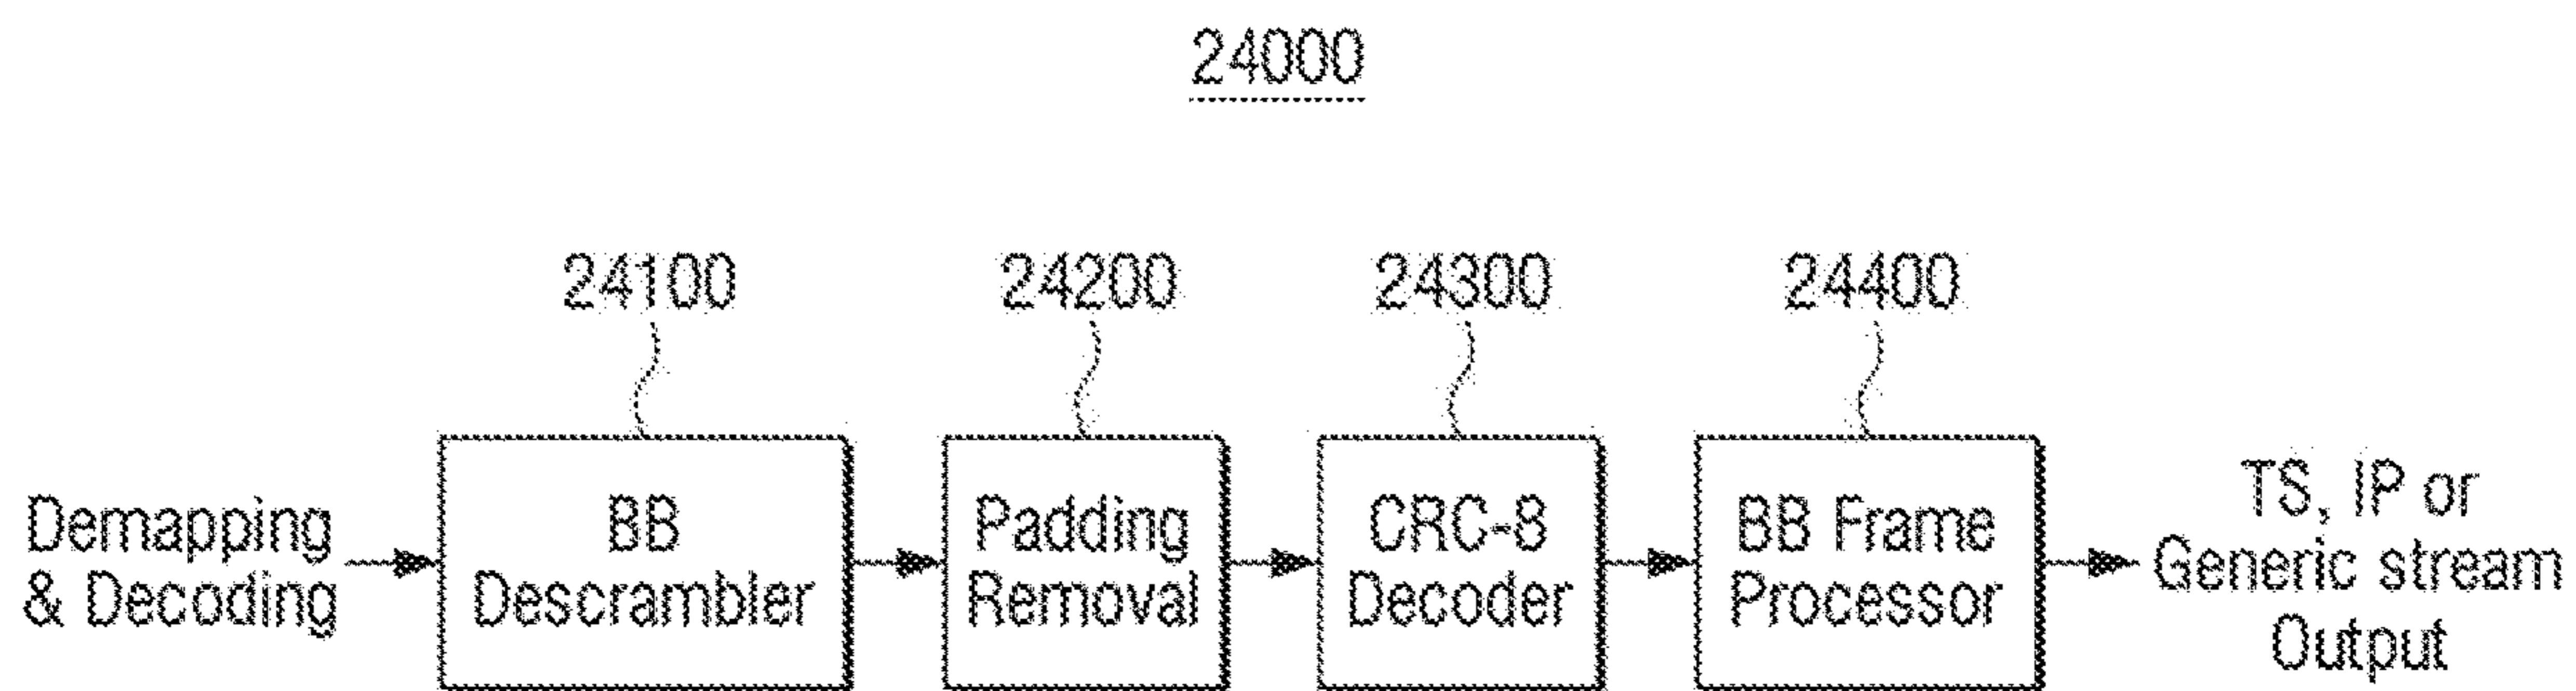 24000
24100
24200
24300
24400
Demapping
& Decoding
BB
Descrambler
Padding
Removal
CRC-8
Decoder
BB Frame
Processor
TS, IP or
Generic stream
Output